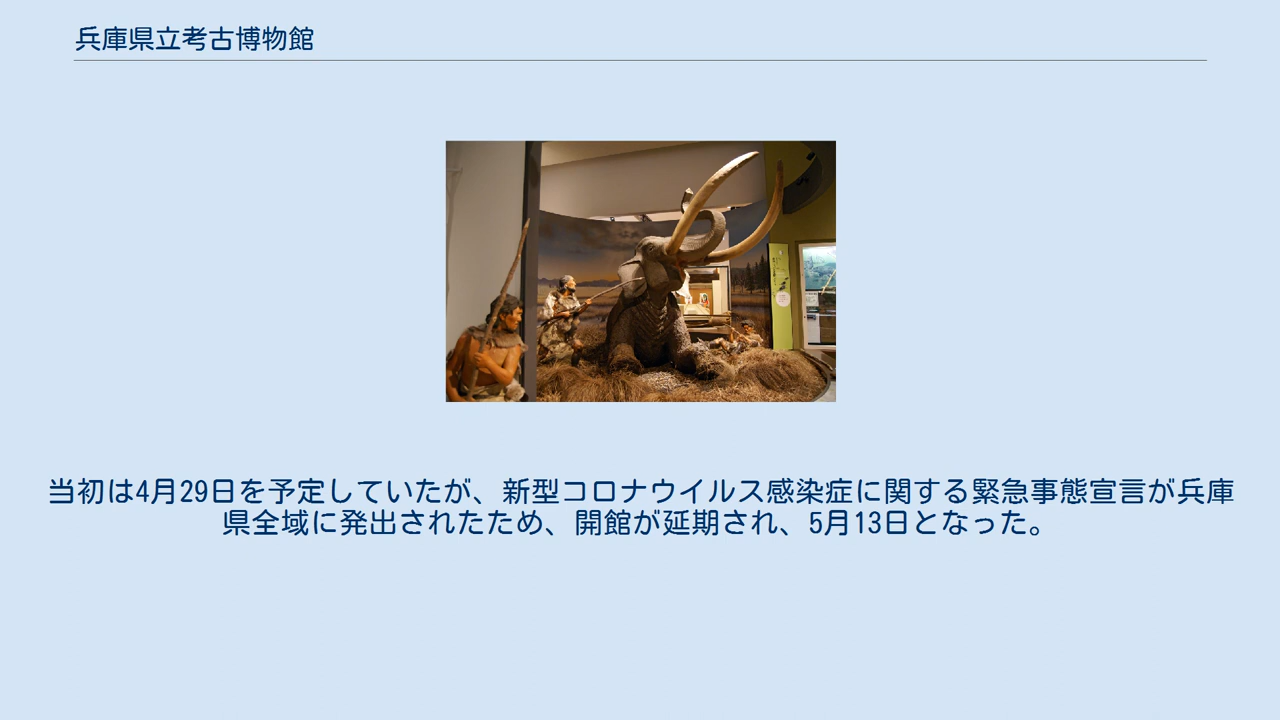 兵庫県立考古博物館
当初は4月29日を予定していたが、新型コロナウイルス感染症に関する緊急事態宣言が兵庫
県全域に発出されたため、開館が延期され、5月13日となった。